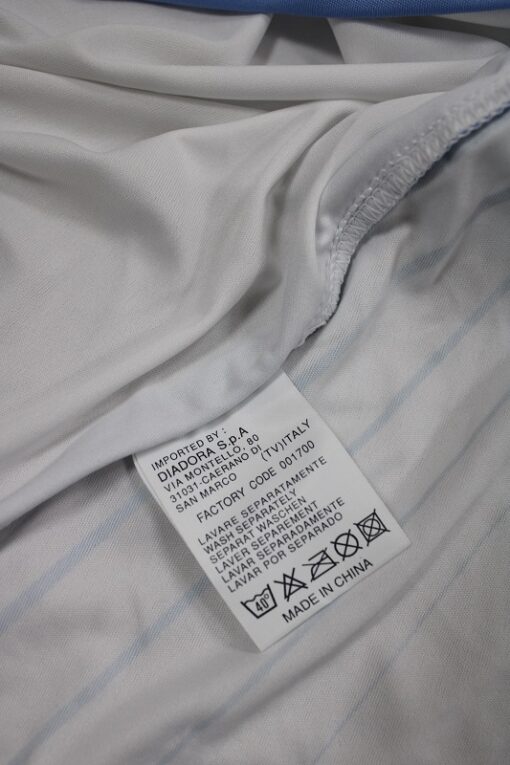 IMPORTED BY :
DIADORA S.p.A
VIA MONTELLO, 80
31031-CAERANO DI (TV) ITALY
SAN MARCO
FACTORY CODE 001700
LAVARE SEPARATAMENTE
WASH SEPARATELY
SEPARAT WASCHEN
LAVER SEPAREMENT
LAVAR SEPARADAMENTE
LAVAR POR SEPARADO
40°
MADE IN CHINA